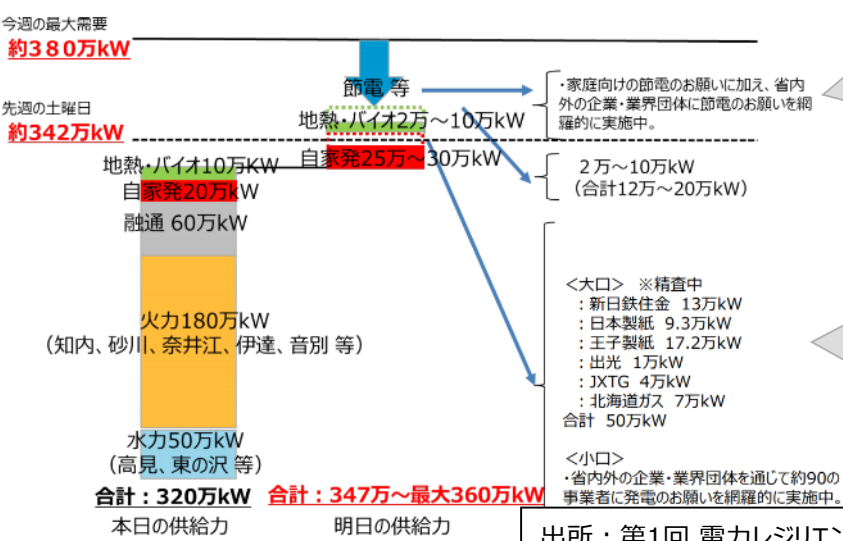 今週の最大需要
約380万kW
先週の土曜日
約342万kW
節電 等
地熱・バイオ2万~10万kW
自家発25万~30万kW
地熱・バイオ10万KW
自家発20万kW
融通 60万kW
火力180万kW
(知内、砂川、奈井江、伊達、音別 等)
水力50万kW
(高見、東の沢 等)
合計:320万kW
本日の供給力
合計:347万~最大360万kW
明日の供給力
・家庭向けの節電のお願いに加え、省内
外の企業・業界団体に節電のお願いを網
羅的に実施中。
2万~10万kW
(合計12万~20万kW)
<大口> ※精査中
:新日鉄住金 13万kW
:日本製紙 9.3万kW
:王子製紙 17.2万kW
:出光 1万kW
:JXTG 4万kW
:北海道ガス 7万kW
合計 50万kW
<小口>
・省内外の企業・業界団体を通じて約90の
事業者に発電のお願いを網羅的に実施中。
出所:第1回 電力レジリエン